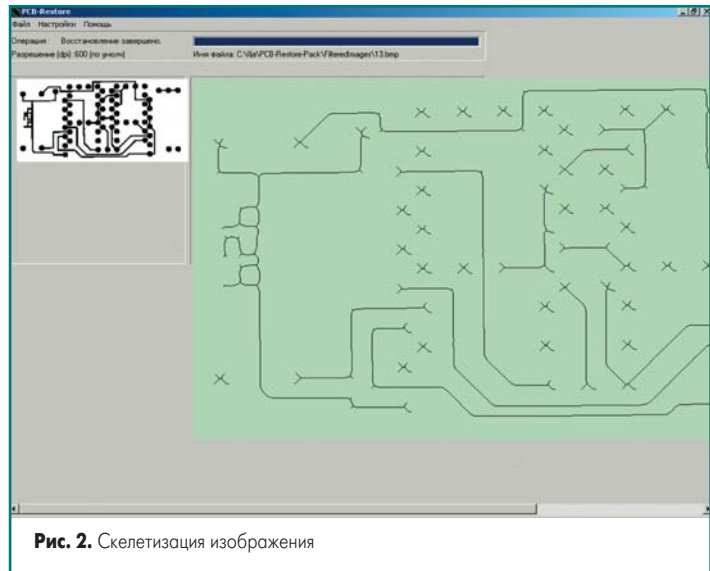 PCB-Restore
Файл Настройки Помощь
Операция : Восстановление завершено.
Разрешение (dpi) :600 (по умолч) Имя файла: C:\Ilja\PCB-Restore-Pack\FilteredImages\13.bmp
Рис. 2. Скелетизация изображения